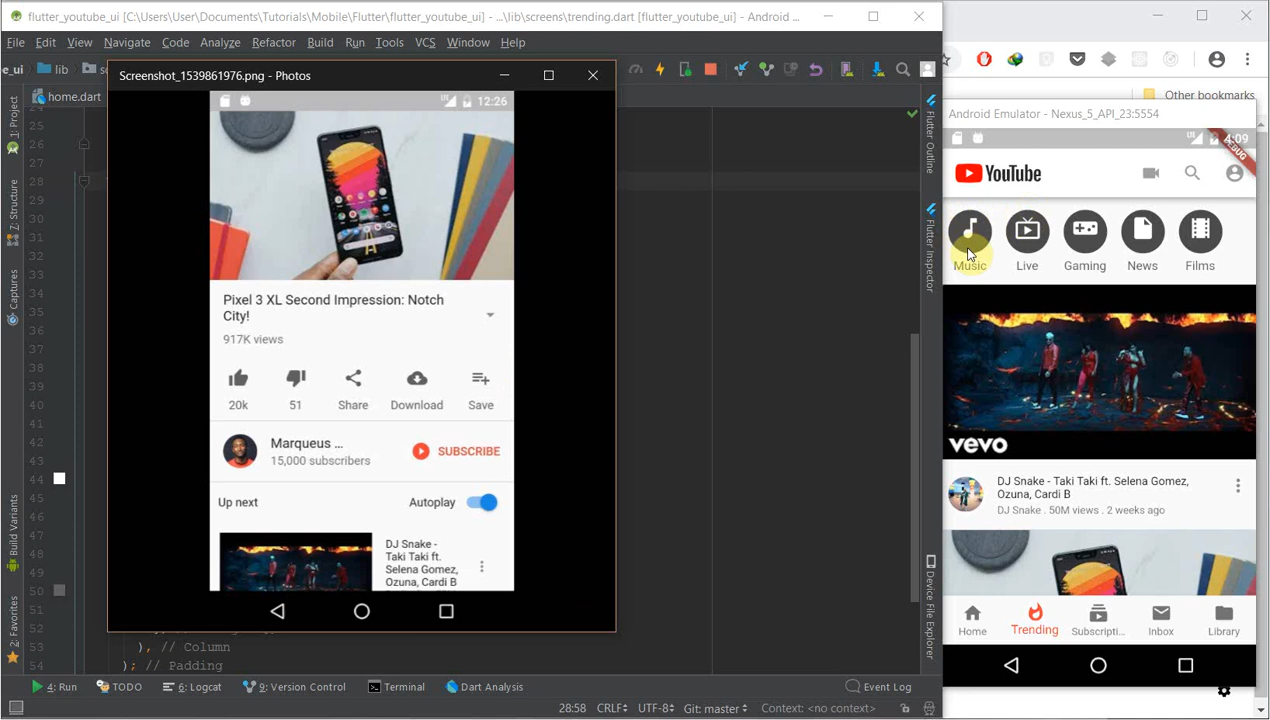 flutter_youtube_ui [C:\Users\User\Documents\Tutorials\Mobile\Flutter\flutter_youtube_ui] - ...\lib\screens\trending.dart [flutter_youtube_ui] - Android ...
File Edit View Navigate Code Analyze Refactor Build Run Tools VCS Window Help
e_ui lib sc
home.dart
Screenshot_1539861976.png - Photos
12:26
Pixel 3 XL Second Impression: Notch
City!
917K views
20k 51 Share Download Save
Marqueus ...
15,000 subscribers
SUBSCRIBE
Up next Autoplay
DJ Snake -
Taki Taki ft.
Selena Gomez,
Ozuna, Cardi B
1: Project
7: Structure
Captures
Build Variants
2: Favorites
24
25
26
27
28
29
30
31
32
33
34
35
36
37
38
39
40
41
42
43
44
45
46
47
48
49
50
51
52
53 ), // Column
54 ); // Padding
Flutter Outline
Flutter Inspector
Device File Explorer
4: Run TODO 6: Logcat 9: Version Control Terminal Dart Analysis Event Log
28:58 CRLF UTF-8 Git: master Context: <no context>
Other bookmarks
Android Emulator - Nexus_5_API_23:5554
LTE 4:09
DEBUG
YouTube
Music Live Gaming News Films
vevo
DJ Snake - Taki Taki ft. Selena Gomez,
Ozuna, Cardi B
DJ Snake . 50M views . 2 weeks ago
Home Trending Subscripti... Inbox Library